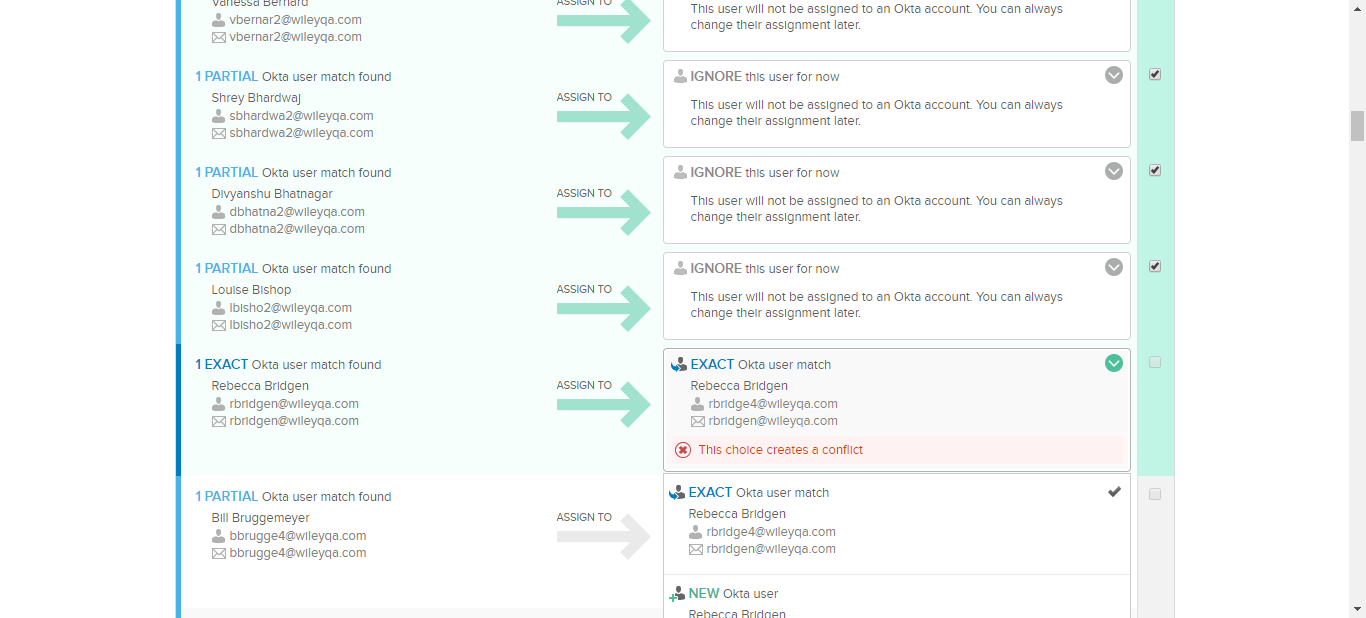 Vanessa Bernard
vbernar2@wileyqa.com
vbernar2@wileyqa.com
ASSIGN TO
This user will not be assigned to an Okta account. You can always
change their assignment later.
1 PARTIAL Okta user match found
Shrey Bhardwaj
sbhardwa2@wileyqa.com
sbhardwa2@wileyqa.com
ASSIGN TO
IGNORE this user for now
This user will not be assigned to an Okta account. You can always
change their assignment later.
1 PARTIAL Okta user match found
Divyanshu Bhatnagar
dbhatna2@wileyqa.com
dbhatna2@wileyqa.com
ASSIGN TO
IGNORE this user for now
This user will not be assigned to an Okta account. You can always
change their assignment later.
1 PARTIAL Okta user match found
Louise Bishop
lbisho2@wileyqa.com
lbisho2@wileyqa.com
ASSIGN TO
IGNORE this user for now
This user will not be assigned to an Okta account. You can always
change their assignment later.
1 EXACT Okta user match found
Rebecca Bridgen
rbridgen@wileyqa.com
rbridgen@wileyqa.com
ASSIGN TO
EXACT Okta user match
Rebecca Bridgen
rbridge4@wileyqa.com
rbridgen@wileyqa.com
This choice creates a conflict
1 PARTIAL Okta user match found
Bill Bruggemeyer
bbrugge4@wileyqa.com
bbrugge4@wileyqa.com
ASSIGN TO
EXACT Okta user match
Rebecca Bridgen
rbridge4@wileyqa.com
rbridgen@wileyqa.com
NEW Okta user
Rebecca Bridgen